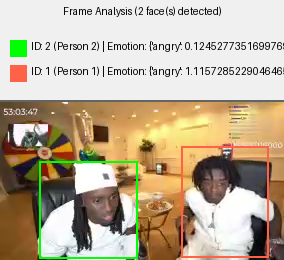 Frame Analysis (2 face(s) detected)
ID: 2 (Person 2) | Emotion: {'angry': 0.1245277351699769
ID: 1 (Person 1) | Emotion: {'angry': 1.1157285229046465
53:03:47